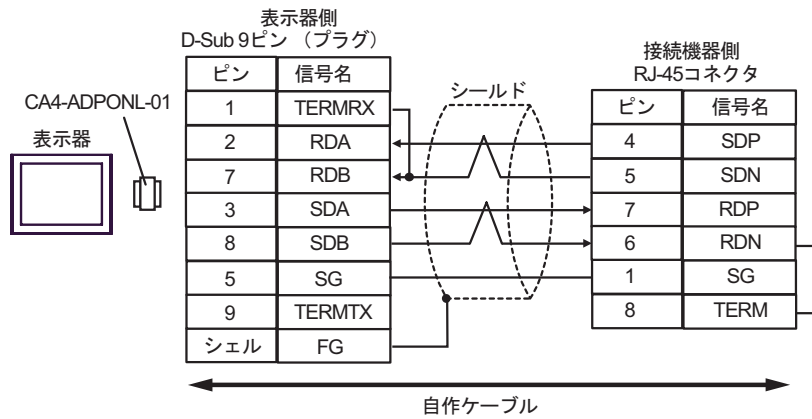 表示器側
D-Sub 9ピン （プラグ）
ピン 信号名
1 TERMRX
2 RDA
7 RDB
3 SDA
8 SDB
5 SG
9 TERMTX
シェル FG
CA4-ADPONL-01
表示器
シールド
接続機器側
RJ-45コネクタ
ピン 信号名
4 SDP
5 SDN
7 RDP
6 RDN
1 SG
8 TERM
自作ケーブル